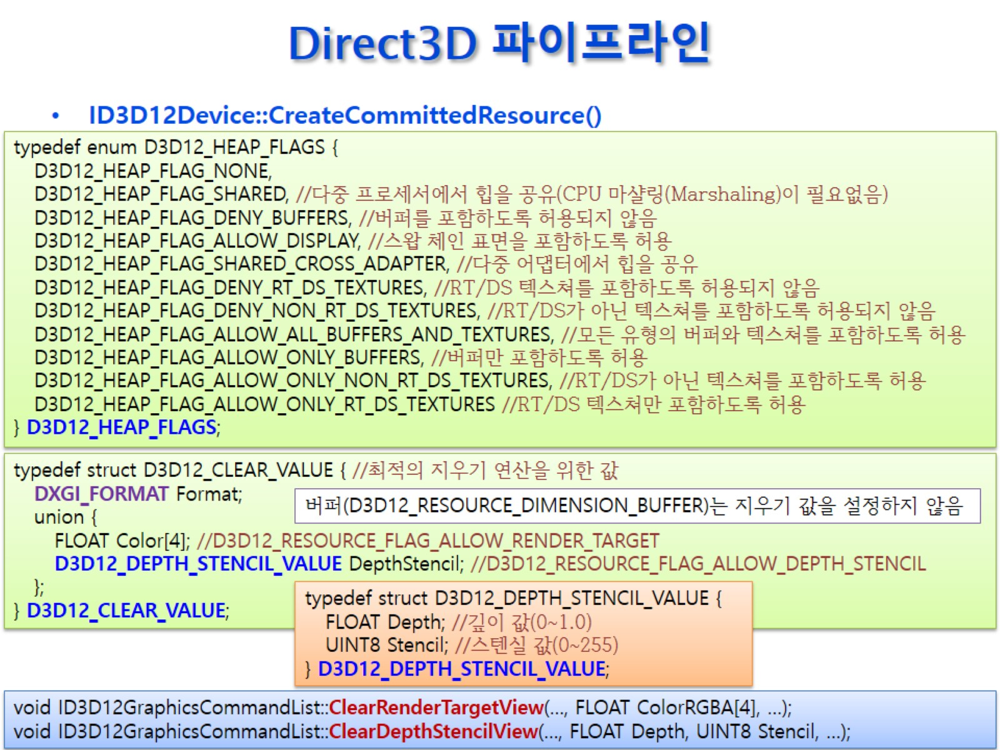 Direct3D 파이프라인
• ID3D12Device::CreateCommittedResource()
typedef enum D3D12_HEAP_FLAGS {
D3D12_HEAP_FLAG_NONE,
D3D12_HEAP_FLAG_SHARED, //다중 프로세서에서 힙을 공유(CPU 마샬링(Marshaling)이 필요없음)
D3D12_HEAP_FLAG_DENY_BUFFERS, //버퍼를 포함하도록 허용되지 않음
D3D12_HEAP_FLAG_ALLOW_DISPLAY, //스왑 체인 표면을 포함하도록 허용
D3D12_HEAP_FLAG_SHARED_CROSS_ADAPTER, //다중 어댑터에서 힙을 공유
D3D12_HEAP_FLAG_DENY_RT_DS_TEXTURES, //RT/DS 텍스쳐를 포함하도록 허용되지 않음
D3D12_HEAP_FLAG_DENY_NON_RT_DS_TEXTURES, //RT/DS가 아닌 텍스쳐를 포함하도록 허용되지 않음
D3D12_HEAP_FLAG_ALLOW_ALL_BUFFERS_AND_TEXTURES, //모든 유형의 버퍼와 텍스쳐를 포함하도록 허용
D3D12_HEAP_FLAG_ALLOW_ONLY_BUFFERS, //버퍼만 포함하도록 허용
D3D12_HEAP_FLAG_ALLOW_ONLY_NON_RT_DS_TEXTURES, //RT/DS가 아닌 텍스쳐를 포함하도록 허용
D3D12_HEAP_FLAG_ALLOW_ONLY_RT_DS_TEXTURES //RT/DS 텍스쳐만 포함하도록 허용
} D3D12_HEAP_FLAGS;
typedef struct D3D12_CLEAR_VALUE { //최적의 지우기 연산을 위한 값
DXGI_FORMAT Format;
버퍼(D3D12_RESOURCE_DIMENSION_BUFFER)는 지우기 값을 설정하지 않음
union {
FLOAT Color[4]; //D3D12_RESOURCE_FLAG_ALLOW_RENDER_TARGET
D3D12_DEPTH_STENCIL_VALUE DepthStencil; //D3D12_RESOURCE_FLAG_ALLOW_DEPTH_STENCIL
};
} D3D12_CLEAR_VALUE;
typedef struct D3D12_DEPTH_STENCIL_VALUE {
FLOAT Depth; //깊이 값(0~1.0)
UINT8 Stencil; //스텐실 값(0~255)
} D3D12_DEPTH_STENCIL_VALUE;
void ID3D12GraphicsCommandList::ClearRenderTargetView(..., FLOAT ColorRGBA[4], ...);
void ID3D12GraphicsCommandList::ClearDepthStencilView(..., FLOAT Depth, UINT8 Stencil, ...);